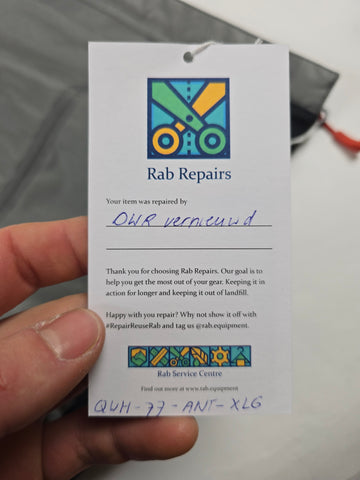 Rab Repairs
Your item was repaired by
DWR vernieuwd
Thank you for choosing Rab Repairs. Our goal is to
help you get the most out of your gear. Keeping it in
action for longer and keeping it out of landfill.
Happy with you repair? Why not show it off with
#RepairReuseRab and tag us @rab.equipment.
Rab Service Centre
Find out more at www.rab.equipment
QWH-77-ANT-XLG